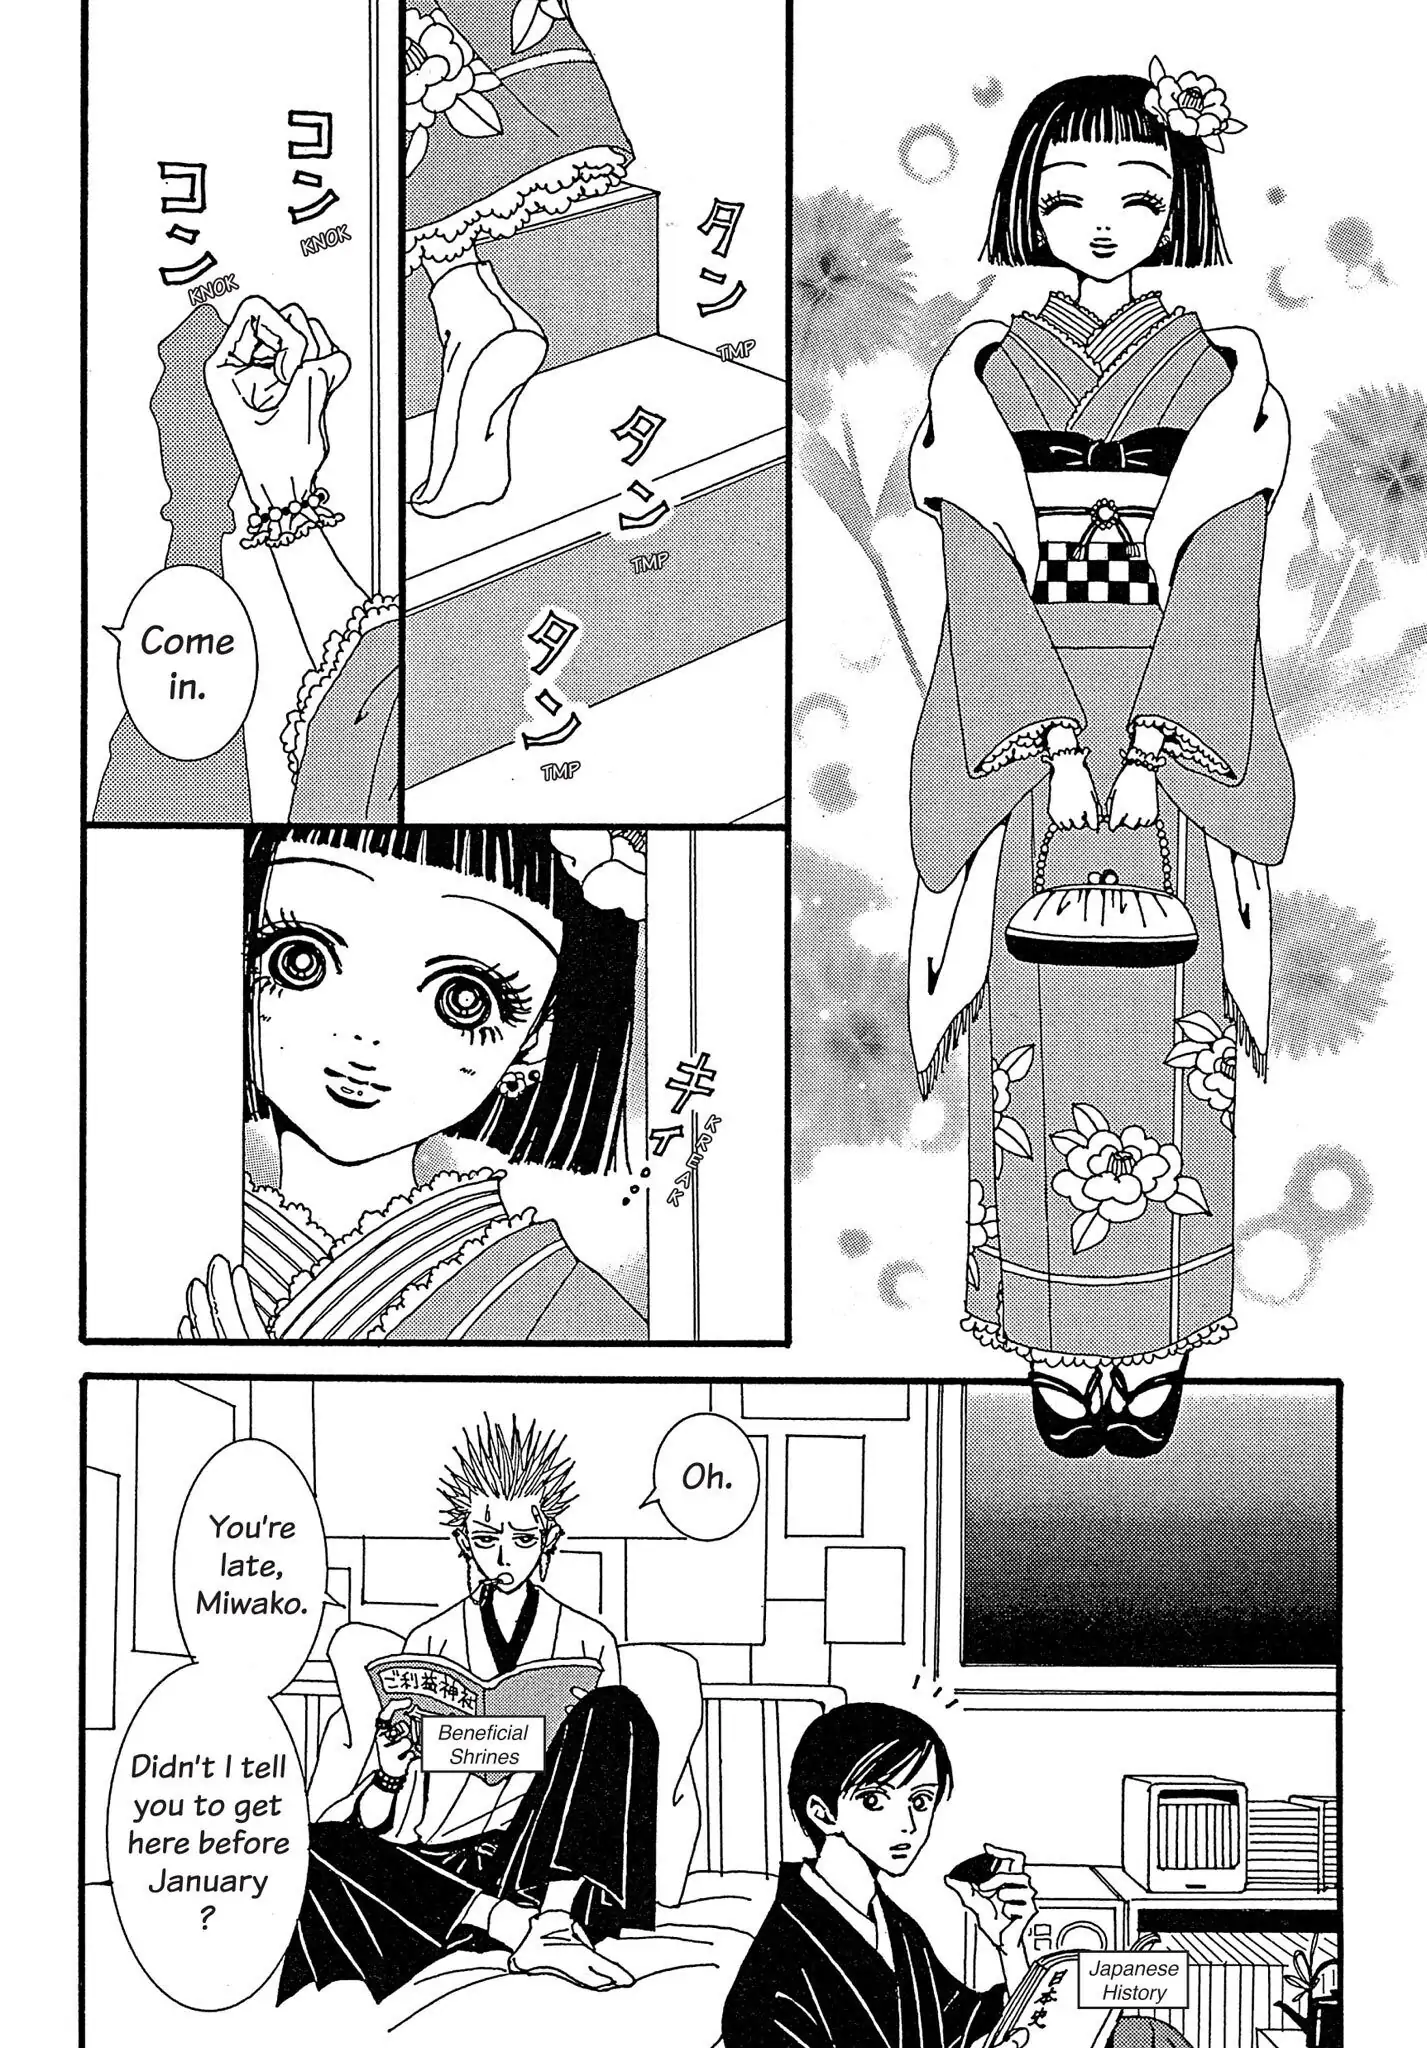 タン
TMP
タン
TMP
タン
TMP
コン
KNOK
コン
KNOK
Come
in.
キィ
KREAK
Oh.
You're
late,
Miwako.
Didn't I tell
you to get
here before
January
?
ご利益神社
Beneficial
Shrines
日本史
Japanese
History